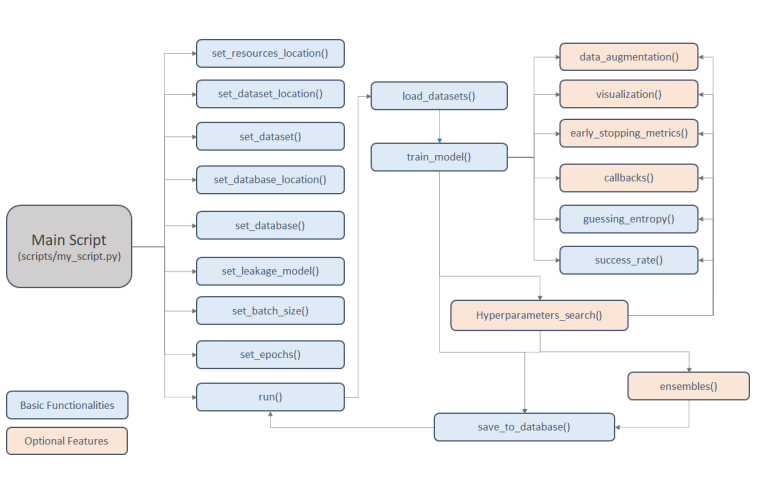 set_resources_location()
set_dataset_location()
set_dataset()
set_database_location()
set_database()
set_leakage_model()
set_batch_size()
set_epochs()
run()
Main Script
(scripts/my_script.py)
Basic Functionalities
Optional Features
load_datasets()
train_model()
data_augmentation()
visualization()
early_stopping_metrics()
callbacks()
guessing_entropy()
success_rate()
Hyperparameters_search()
ensembles()
save_to_database()